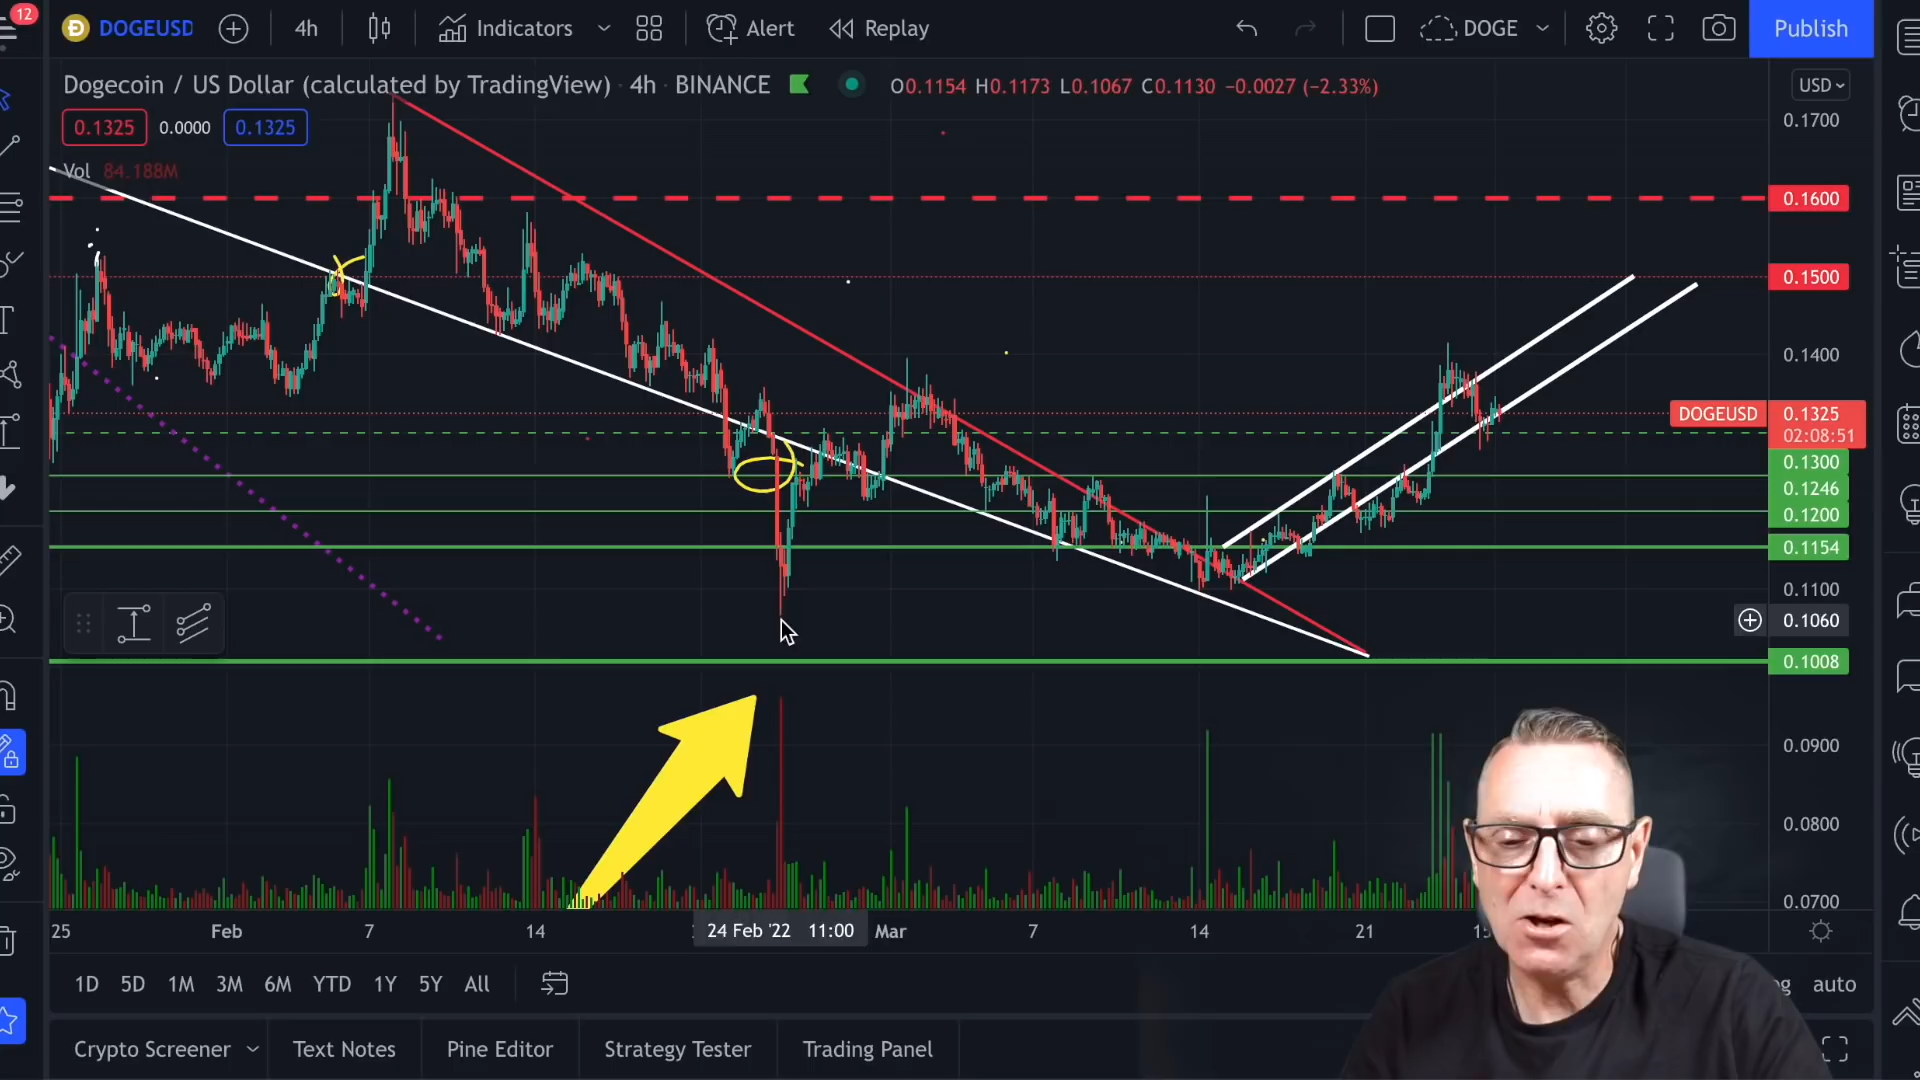 12
DOGEUSD 4h Indicators Alert Replay DOGE Publish
Dogecoin / US Dollar (calculated by TradingView) · 4h · BINANCE O0.1154 H0.1173 L0.1067 C0.1130 −0.0027 (−2.33%) USD
0.1325 0.0000 0.1325
0.1700
Vol 84.188M
0.1600
0.1500
0.1400
DOGEUSD 0.1325
02:08:51
0.1300
0.1246
0.1200
0.1154
0.1100
0.1060
0.1008
0.0900
0.0800
0.0700
25 Feb 7 14 24 Feb '22 11:00 Mar 7 14 21
1D 5D 1M 3M 6M YTD 1Y 5Y All auto
Crypto Screener Text Notes Pine Editor Strategy Tester Trading Panel